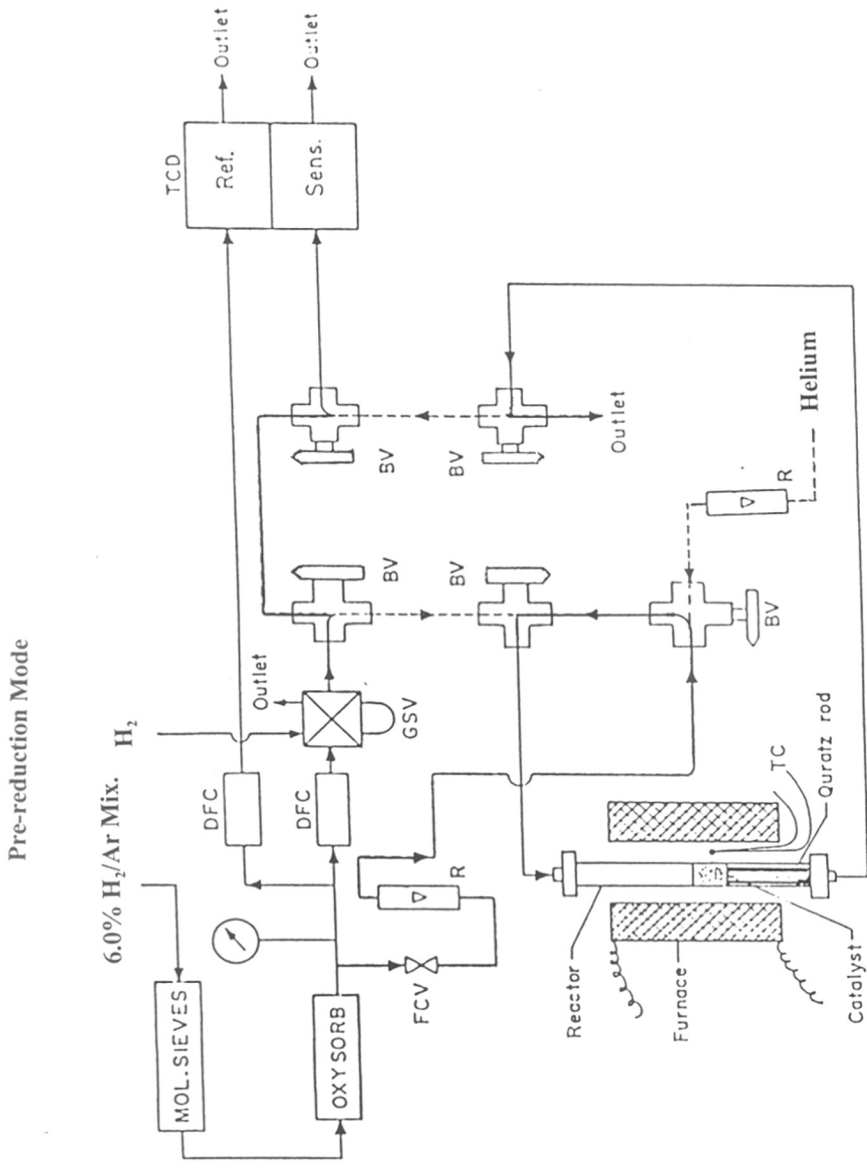 Pre-reduction Mode
6.0% H₂/Ar Mix.
H₂
MOL.SIEVES
OXYSORB
DFC
DFC
FCV
R
Outlet
GSV
TCD
Ref.
Sens.
Outlet
Outlet
BV
BV
BV
BV
BV
Outlet
R
Helium
Reactor
Furnace
Catalyst
TC
Quratz rod